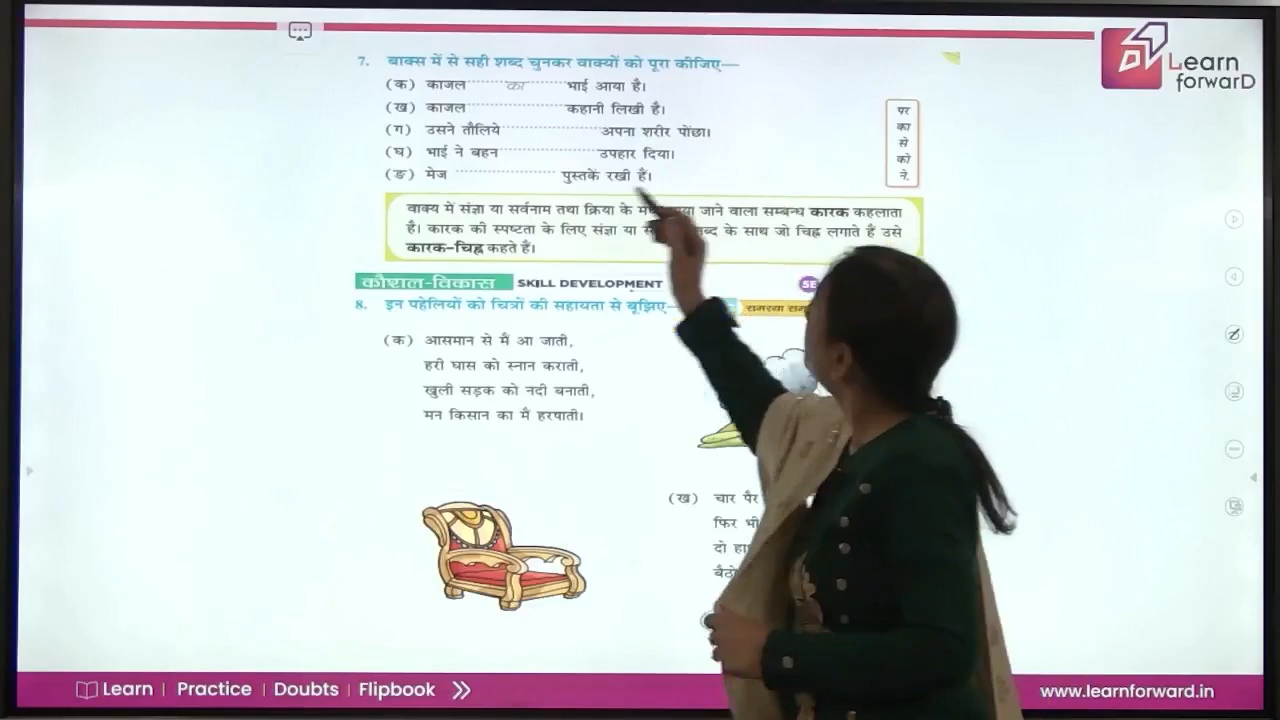 Learn
forwarD
7. बाक्स में से सही शब्द चुनकर वाक्यों को पूरा कीजिए—
(क) काजल का भाई आया है।
(ख) काजल कहानी लिखी है।
(ग) उसने तौलिये अपना शरीर पोंछा।
(घ) भाई ने बहन उपहार दिया।
(ङ) मेज पुस्तकें रखी हैं।
पर
का
से
को
ने
वाक्य में संज्ञा या सर्वनाम तथा क्रिया के जाने वाला सम्बन्ध कारक कहलाता
है। कारक की स्पष्टता के लिए संज्ञा या के साथ जो चिह्न लगाते हैं उसे
कारक-चिह्न कहते हैं।
कौशल-विकास SKILL DEVELOPMENT
8. इन पहेलियों को चित्रों की सहायता से बूझिए—
(क) आसमान से मैं आ जाती,
हरी घास को स्नान कराती,
खुली सड़क को नदी बनाती,
मन किसान का मैं हरषाती।
(ख) चार पैर
फिर भी
दो
Learn | Practice | Doubts | Flipbook
www.learnforward.in